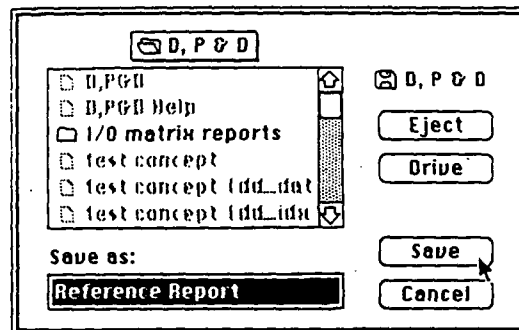 D, P & D
D,P&D
D,P&D Help
I/O matrix reports
test concept
test concept (dd_dat
test concept (dd_idx
D, P & D
Eject
Drive
Save as:
Reference Report
Save
Cancel